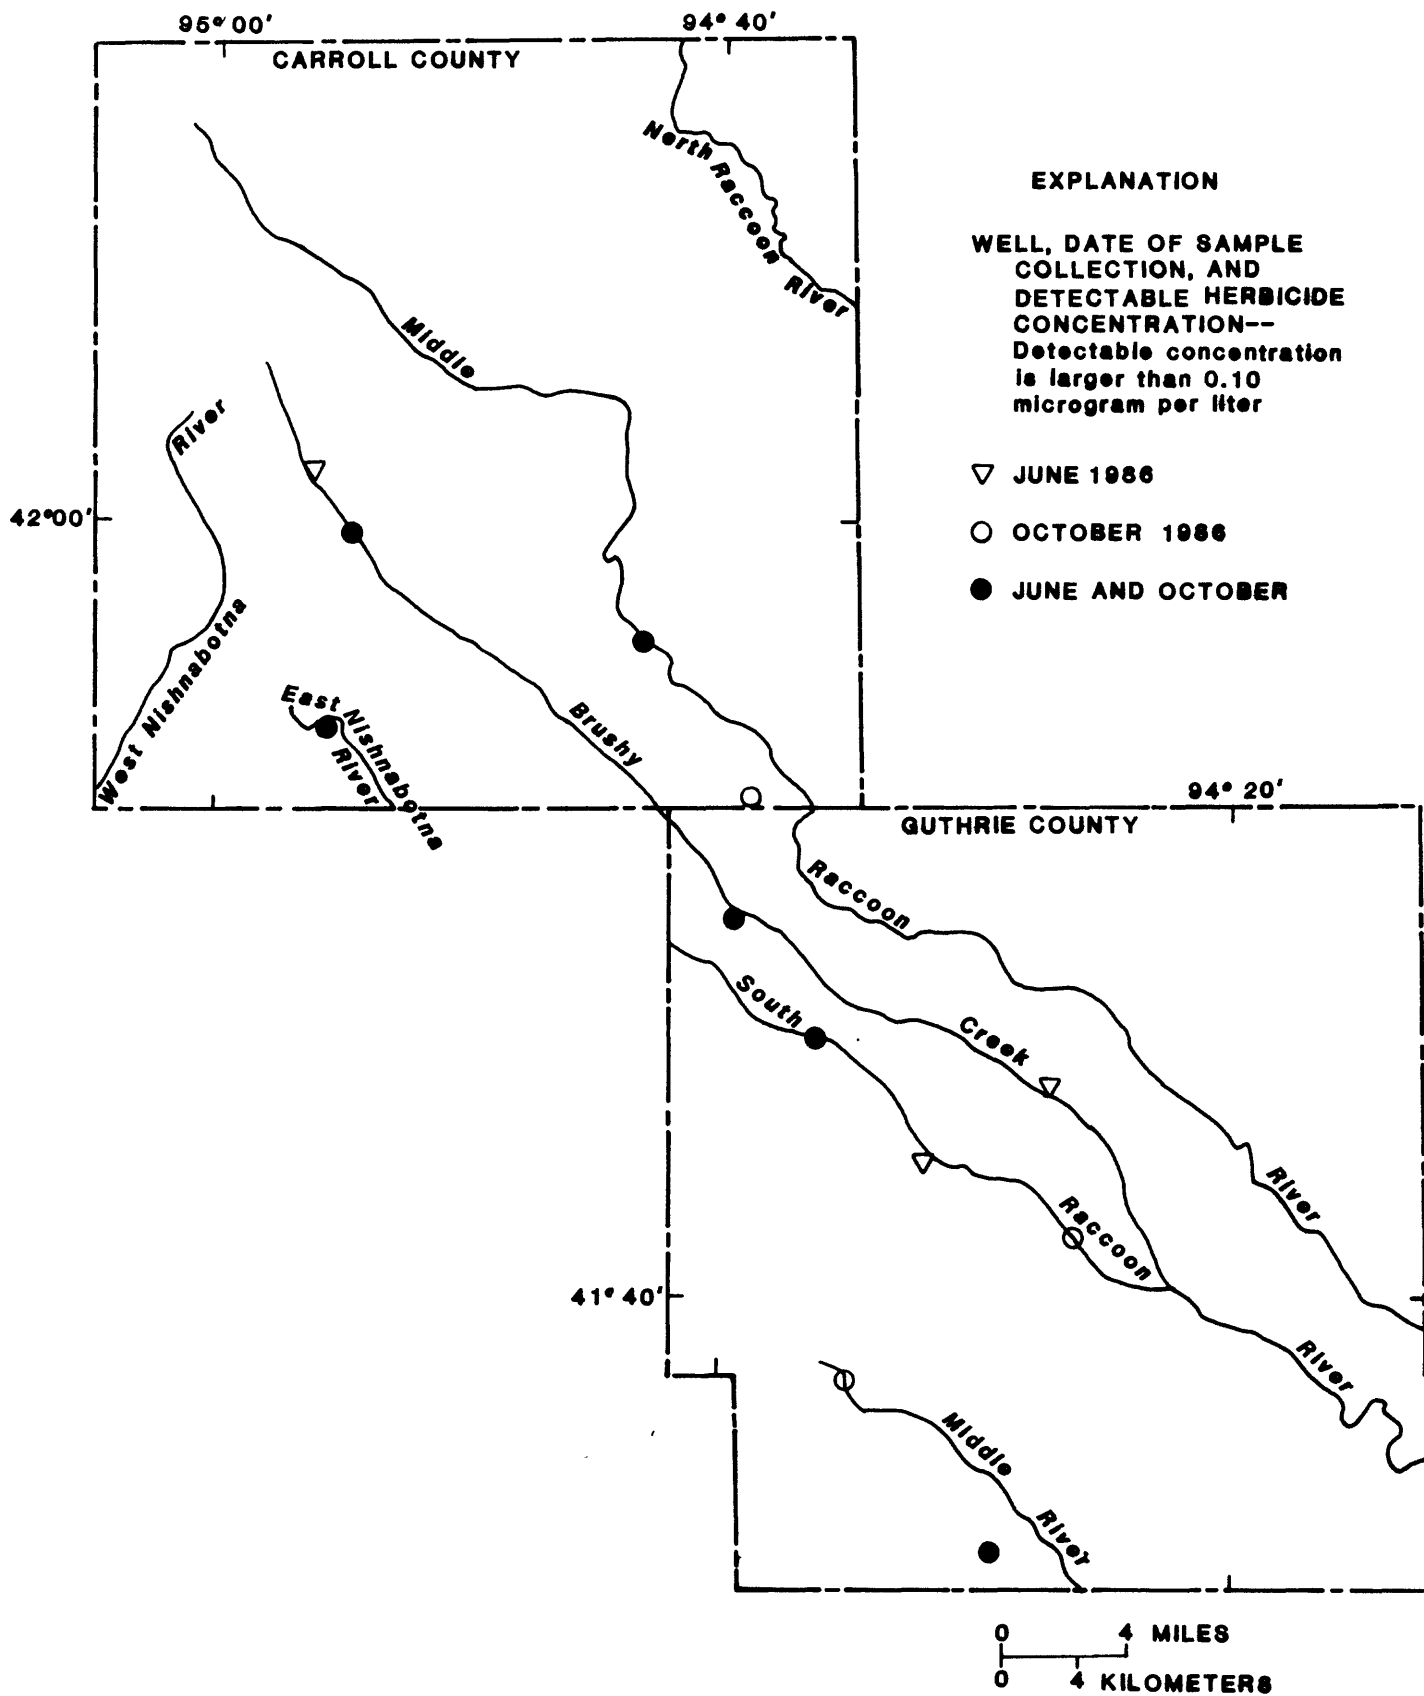 95° 00'
94° 40'
CARROLL COUNTY
North Raccoon River
EXPLANATION
WELL, DATE OF SAMPLE
COLLECTION, AND
DETECTABLE HERBICIDE
CONCENTRATION--
Detectable concentration
is larger than 0.10
microgram per liter
Middle
River
JUNE 1986
42°00'
OCTOBER 1986
JUNE AND OCTOBER
West Nishnabotna
East Nishnabotna
River
Brushy
94° 20'
GUTHRIE COUNTY
Raccoon
South
Creek
River
Raccoon
41° 40'
River
Middle
River
0 4 MILES
0 4 KILOMETERS